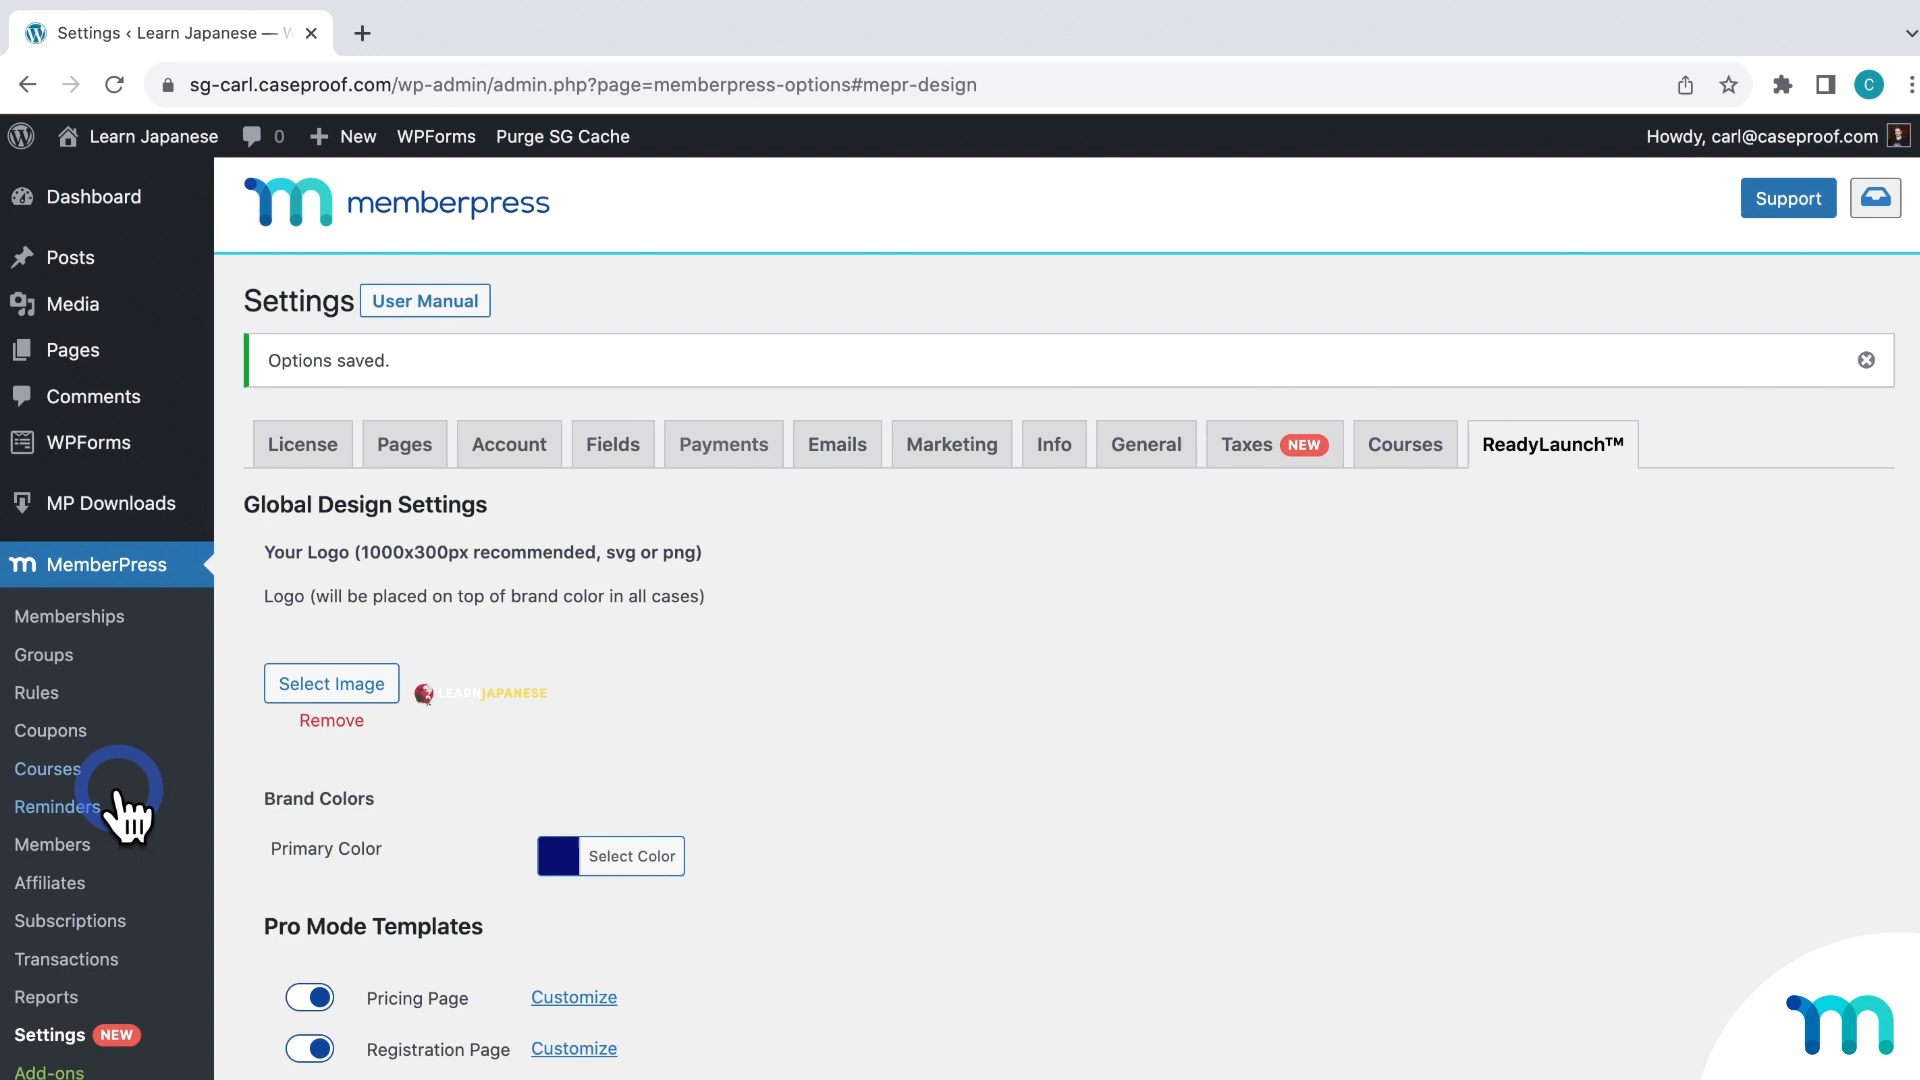 Settings ‹ Learn Japanese — W
sg-carl.caseproof.com/wp-admin/admin.php?page=memberpress-options#mepr-design
C
Learn Japanese
0
New
WPForms
Purge SG Cache
Howdy, carl@caseproof.com
Dashboard
Posts
Media
Pages
Comments
WPForms
MP Downloads
MemberPress
Memberships
Groups
Rules
Coupons
Courses
Reminders
Members
Affiliates
Subscriptions
Transactions
Reports
Settings NEW
Add-ons
memberpress
Support
Settings
User Manual
Options saved.
License
Pages
Account
Fields
Payments
Emails
Marketing
Info
General
Taxes NEW
Courses
ReadyLaunch™
Global Design Settings
Your Logo (1000x300px recommended, svg or png)
Logo (will be placed on top of brand color in all cases)
Select Image
LEARNJAPANESE
Remove
Brand Colors
Primary Color
Select Color
Pro Mode Templates
Pricing Page
Customize
Registration Page
Customize